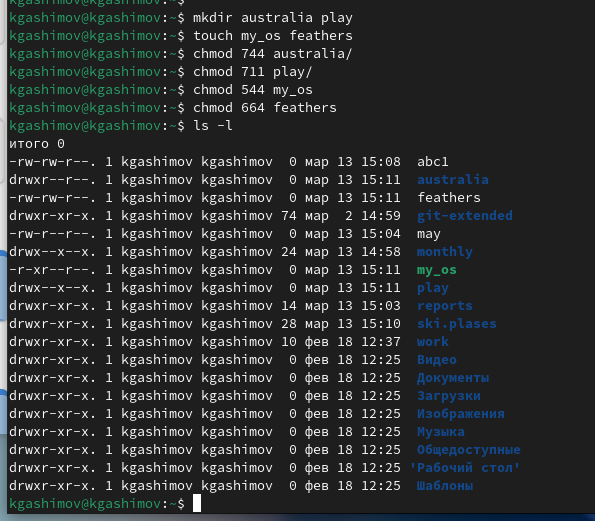 kgashimov@kgashimov:~$
kgashimov@kgashimov:~$ mkdir australia play
kgashimov@kgashimov:~$ touch my_os feathers
kgashimov@kgashimov:~$ chmod 744 australia/
kgashimov@kgashimov:~$ chmod 711 play/
kgashimov@kgashimov:~$ chmod 544 my_os
kgashimov@kgashimov:~$ chmod 664 feathers
kgashimov@kgashimov:~$ ls -l
итого 0
-rw-rw-r--. 1 kgashimov kgashimov  0 мар 13 15:08  abc1
drwxr--r--. 1 kgashimov kgashimov  0 мар 13 15:11  australia
-rw-rw-r--. 1 kgashimov kgashimov  0 мар 13 15:11  feathers
drwxr-xr-x. 1 kgashimov kgashimov 74 мар  2 14:59  git-extended
-rw-rw-r--. 1 kgashimov kgashimov  0 мар 13 15:04  may
drwx--x--x. 1 kgashimov kgashimov 24 мар 13 14:58  monthly
-r-xr--r--. 1 kgashimov kgashimov  0 мар 13 15:11  my_os
drwx--x--x. 1 kgashimov kgashimov  0 мар 13 15:11  play
drwxr-xr-x. 1 kgashimov kgashimov 14 мар 13 15:03  reports
drwxr-xr-x. 1 kgashimov kgashimov 28 мар 13 15:10  ski.plases
drwxr-xr-x. 1 kgashimov kgashimov 10 фев 18 12:37  work
drwxr-xr-x. 1 kgashimov kgashimov  0 фев 18 12:25  Видео
drwxr-xr-x. 1 kgashimov kgashimov  0 фев 18 12:25  Документы
drwxr-xr-x. 1 kgashimov kgashimov  0 фев 18 12:25  Загрузки
drwxr-xr-x. 1 kgashimov kgashimov  0 фев 18 12:25  Изображения
drwxr-xr-x. 1 kgashimov kgashimov  0 фев 18 12:25  Музыка
drwxr-xr-x. 1 kgashimov kgashimov  0 фев 18 12:25  Общедоступные
drwxr-xr-x. 1 kgashimov kgashimov  0 фев 18 12:25 'Рабочий стол'
drwxr-xr-x. 1 kgashimov kgashimov  0 фев 18 12:25  Шаблоны
kgashimov@kgashimov:~$